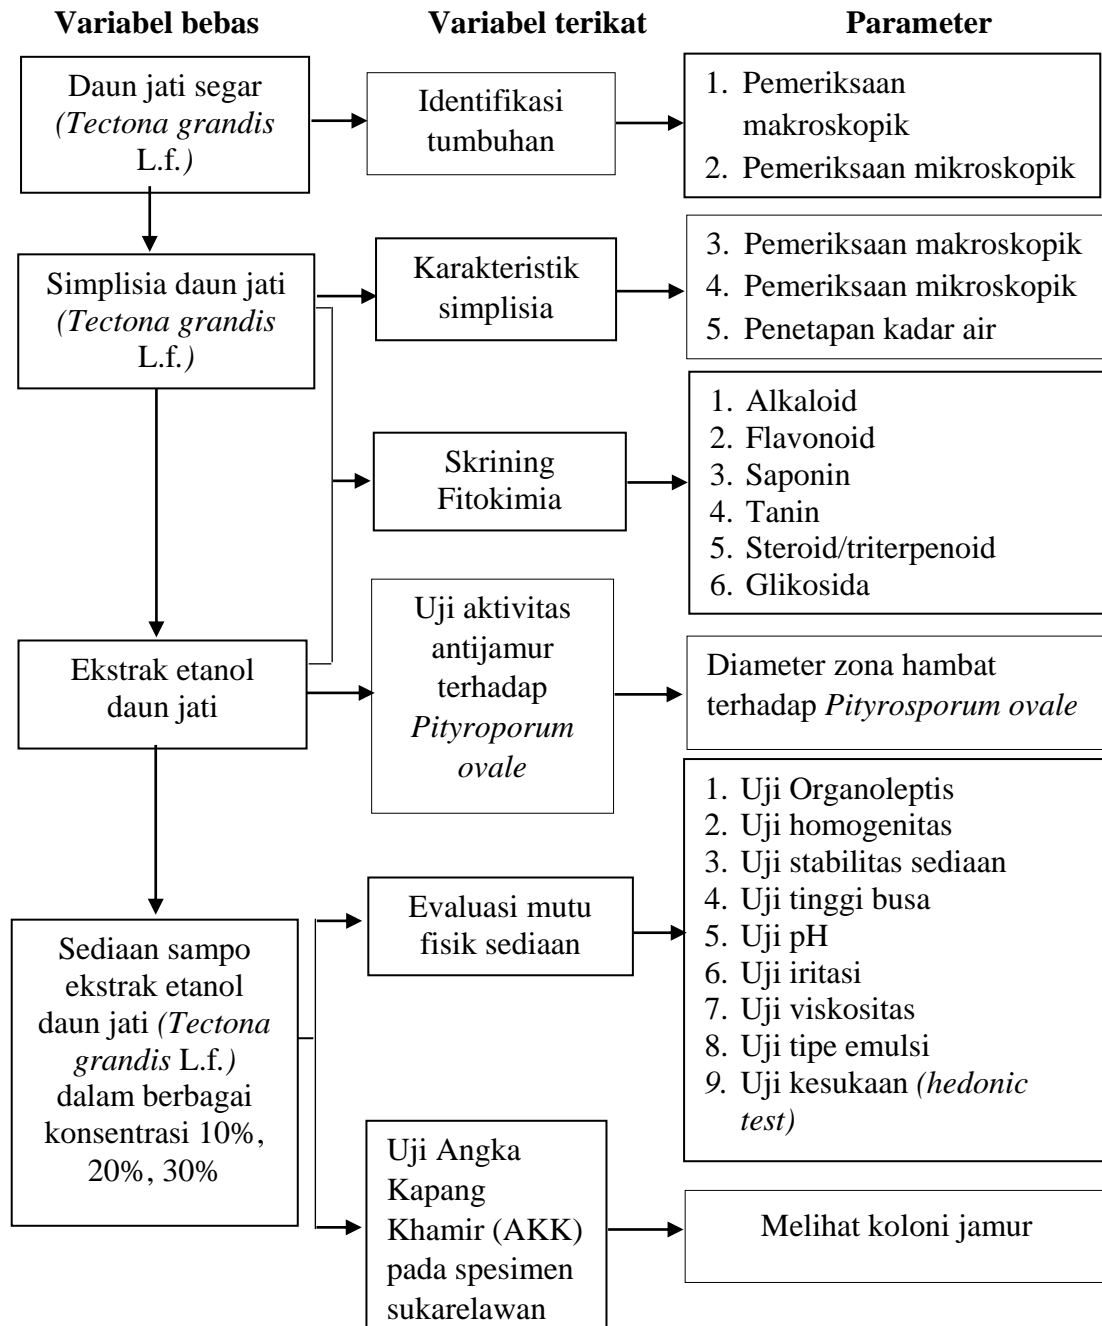 Variabel bebas
Variabel terikat
Parameter
Daun jati segar
(Tectona grandis
L.f.)
Identifikasi
tumbuhan
1. Pemeriksaan
makroskopik
2. Pemeriksaan mikroskopik
Simplisia daun jati
(Tectona grandis
L.f.)
Karakteristik
simplisia
3. Pemeriksaan makroskopik
4. Pemeriksaan mikroskopik
5. Penetapan kadar air
Skrining
Fitokimia
1. Alkaloid
2. Flavonoid
3. Saponin
4. Tanin
5. Steroid/triterpenoid
6. Glikosida
Ekstrak etanol
daun jati
Uji aktivitas
antijamur
terhadap
Pityroporum
ovale
Diameter zona hambat
terhadap Pityrosporum ovale
Sediaan sampo
ekstrak etanol
daun jati (Tectona
grandis L.f.)
dalam berbagai
konsentrasi 10%,
20%, 30%
Evaluasi mutu
fisik sediaan
1. Uji Organoleptis
2. Uji homogenitas
3. Uji stabilitas sediaan
4. Uji tinggi busa
5. Uji pH
6. Uji iritasi
7. Uji viskositas
8. Uji tipe emulsi
9. Uji kesukaan (hedonic
test)
Uji Angka
Kapang
Khamir (AKK)
pada spesimen
sukarelawan
Melihat koloni jamur